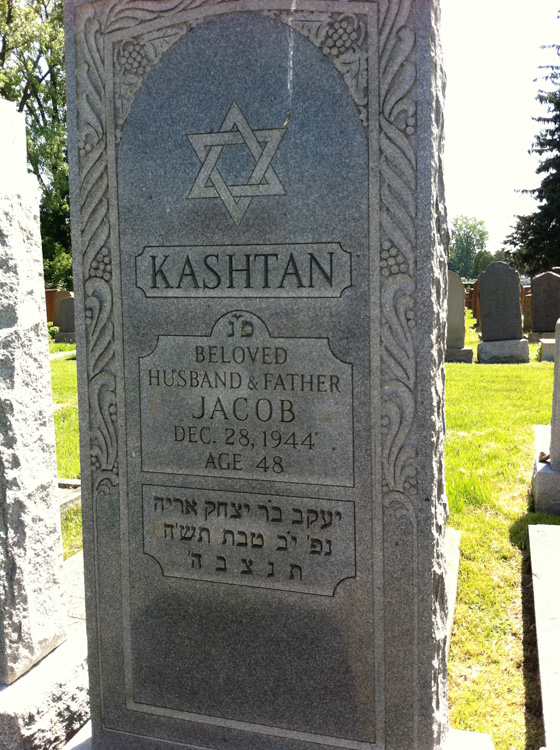 KASHTAN
פ"נ
BELOVED
HUSBAND & FATHER
JACOB
DEC. 28, 1944
AGE 48
יעקב בר יצחק אריה
נפ' י"ב טבת תש"ה
ת נ צ ב ה'